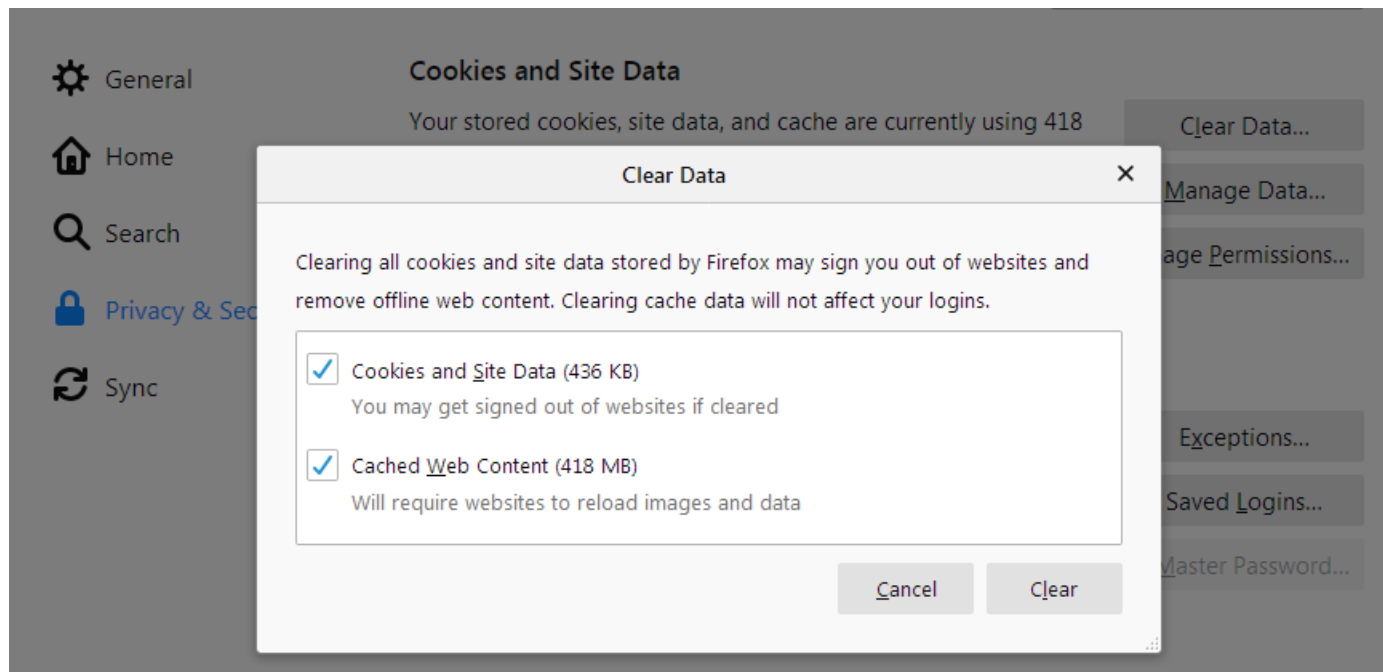 General
Home
Search
Privacy & Sec
Sync
Cookies and Site Data
Your stored cookies, site data, and cache are currently using 418
Clear Data...
Manage Data...
age Permissions...
Exceptions...
Saved Logins...
Master Password...
Clear Data
Clearing all cookies and site data stored by Firefox may sign you out of websites and
remove offline web content. Clearing cache data will not affect your logins.
Cookies and Site Data (436 KB)
You may get signed out of websites if cleared
Cached Web Content (418 MB)
Will require websites to reload images and data
Cancel
Clear